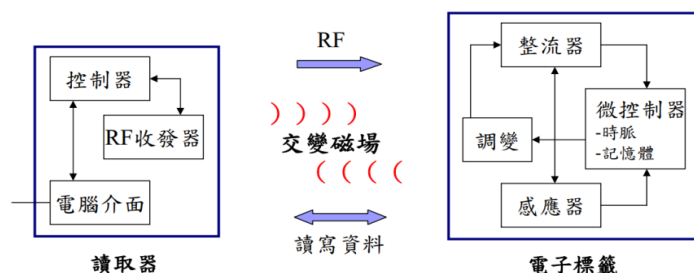 控制器
RF收發器
電腦介面
讀取器
RF
交變磁場
讀寫資料
整流器
微控制器
-時脈
-記憶體
調變
感應器
電子標籤